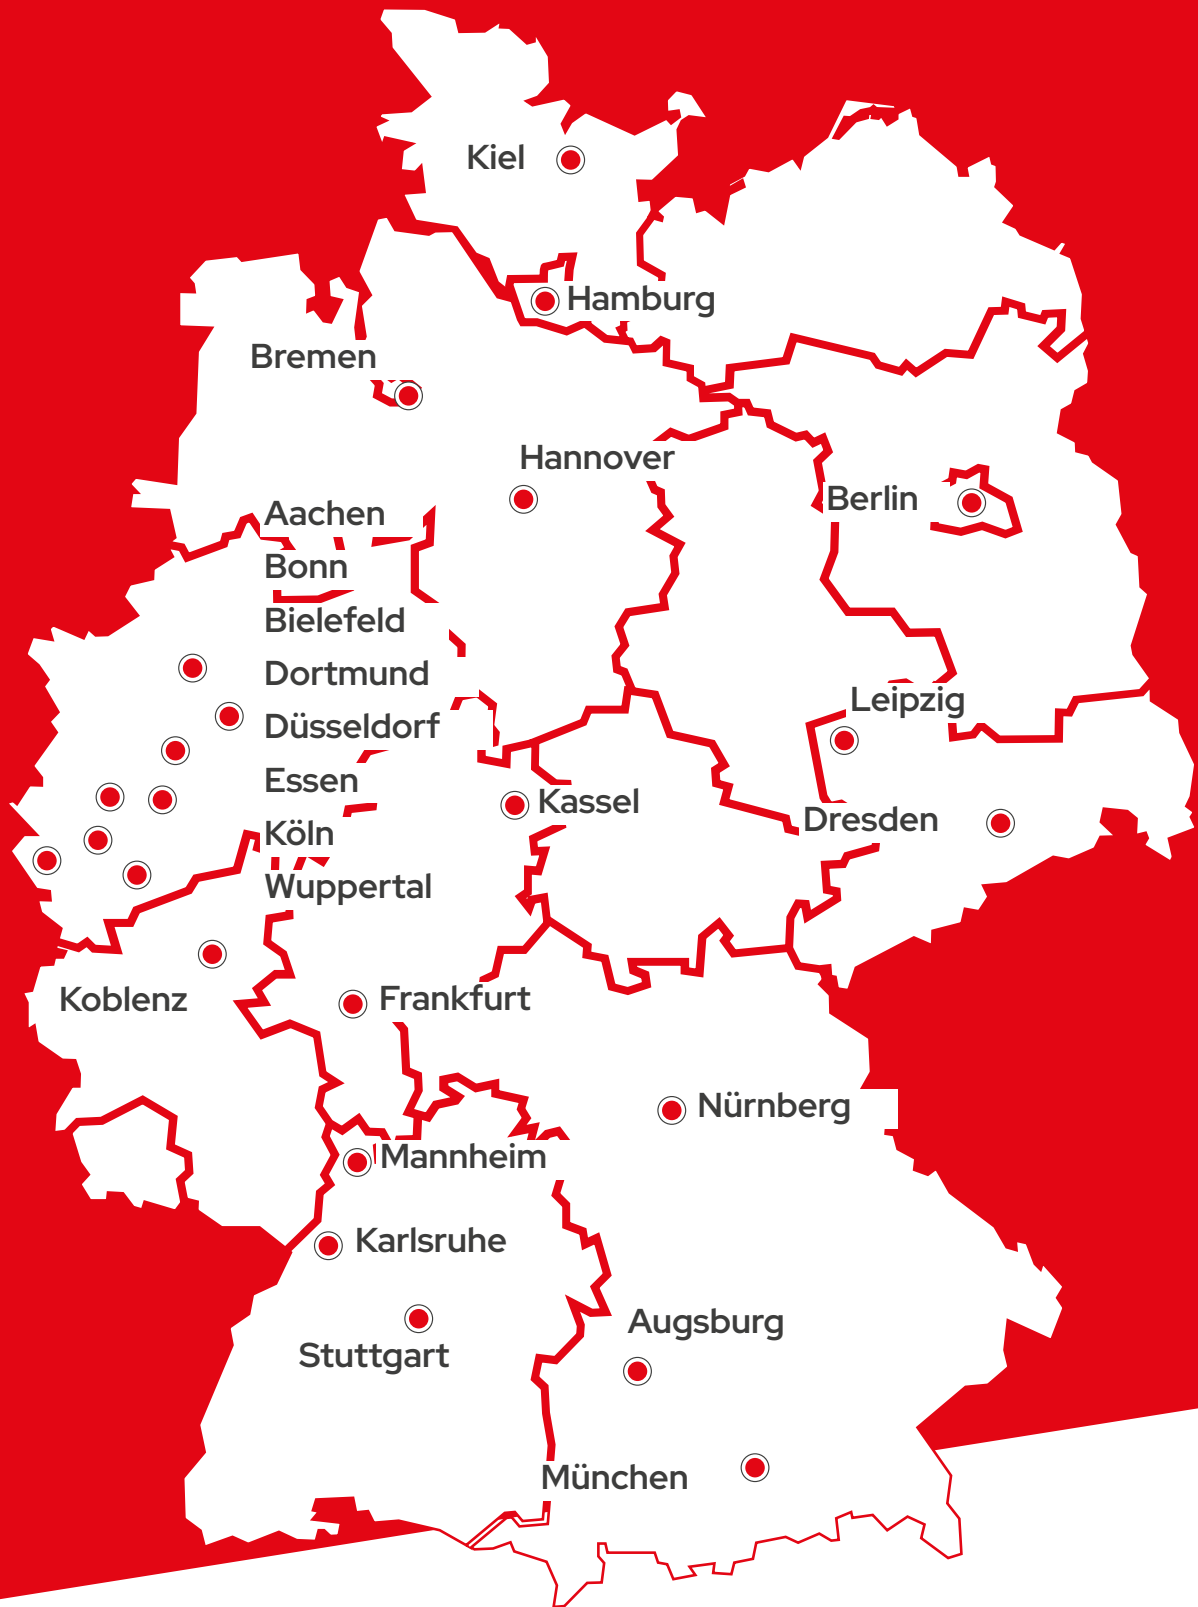 Kiel
Hamburg
Bremen
Hannover
Berlin
Aachen
Bonn
Bielefeld
Dortmund
Düsseldorf
Essen
Köln
Wuppertal
Leipzig
Kassel
Dresden
Koblenz
Frankfurt
Nürnberg
Mannheim
Karlsruhe
Stuttgart
Augsburg
München